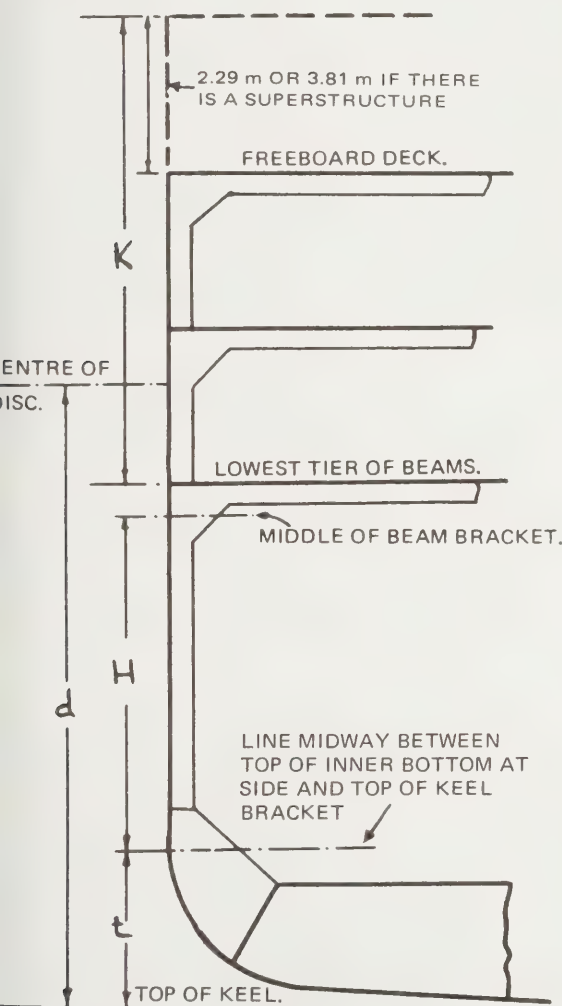 2.29 m OR 3.81 m IF THERE
IS A SUPERSTRUCTURE
FREEBOARD DECK.
K
ENTRE OF
DISC.
LOWEST TIER OF BEAMS.
MIDDLE OF BEAM BRACKET.
H
d
LINE MIDWAY BETWEEN
TOP OF INNER BOTTOM AT
SIDE AND TOP OF KEEL
BRACKET
t
TOP OF KEEL.